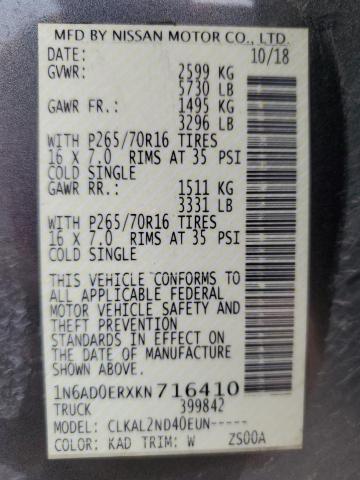 MFD BY NISSAN MOTOR CO., LTD.
DATE: 10/18
GVWR: 2599 KG
5730 LB
GAWR FR.: 1495 KG
3296 LB
WITH P265/70R16 TIRES
16 X 7.0 RIMS AT 35 PSI
COLD SINGLE
GAWR RR.: 1511 KG
3331 LB
WITH P265/70R16 TIRES
16 X 7.0 RIMS AT 35 PSI
COLD SINGLE
THIS VEHICLE CONFORMS TO
ALL APPLICABLE FEDERAL
MOTOR VEHICLE SAFETY AND
THEFT PREVENTION
STANDARDS IN EFFECT ON
THE DATE OF MANUFACTURE
SHOWN ABOVE.
1N6AD0ERXKN716410
TRUCK 399842
MODEL: CLKAL2ND40EUN-----
COLOR: KAD TRIM: W ZS00A